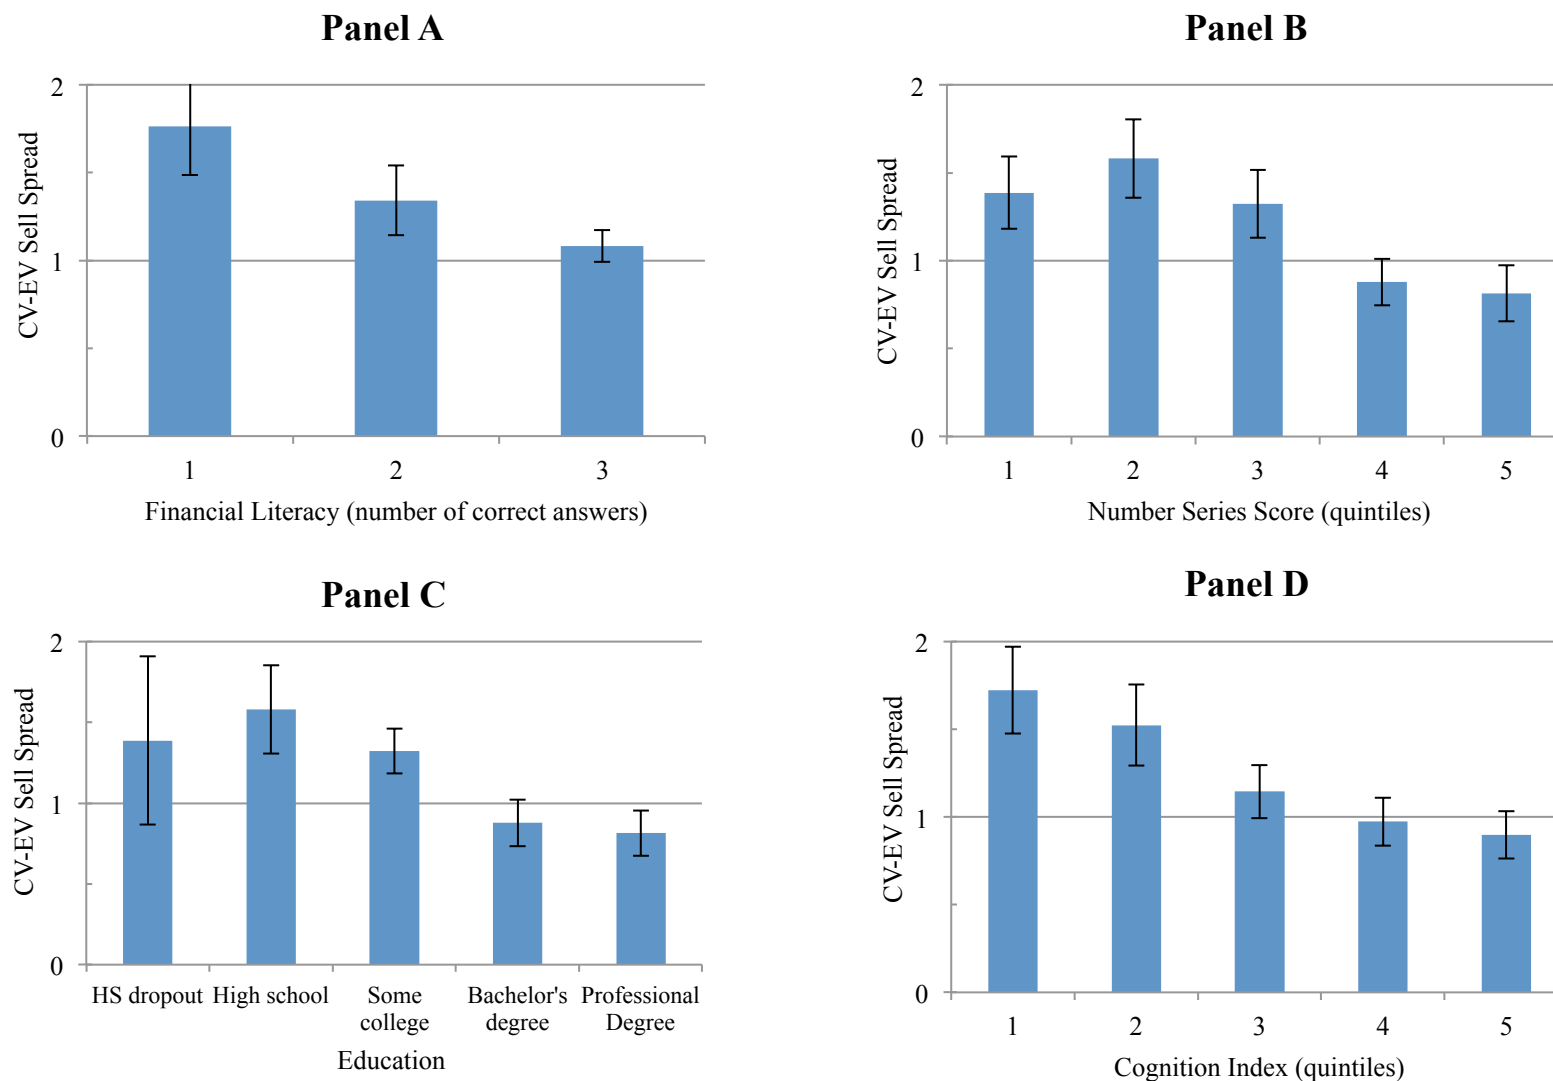 Panel A
2
1
0
CV-EV Sell Spread
1 2 3
Financial Literacy (number of correct answers)
Panel B
2
1
0
CV-EV Sell Spread
1 2 3 4 5
Number Series Score (quintiles)
Panel C
2
1
0
CV-EV Sell Spread
HS dropout High school Some Bachelor's Professional
college degree Degree
Education
Panel D
2
1
0
CV-EV Sell Spread
1 2 3 4 5
Cognition Index (quintiles)